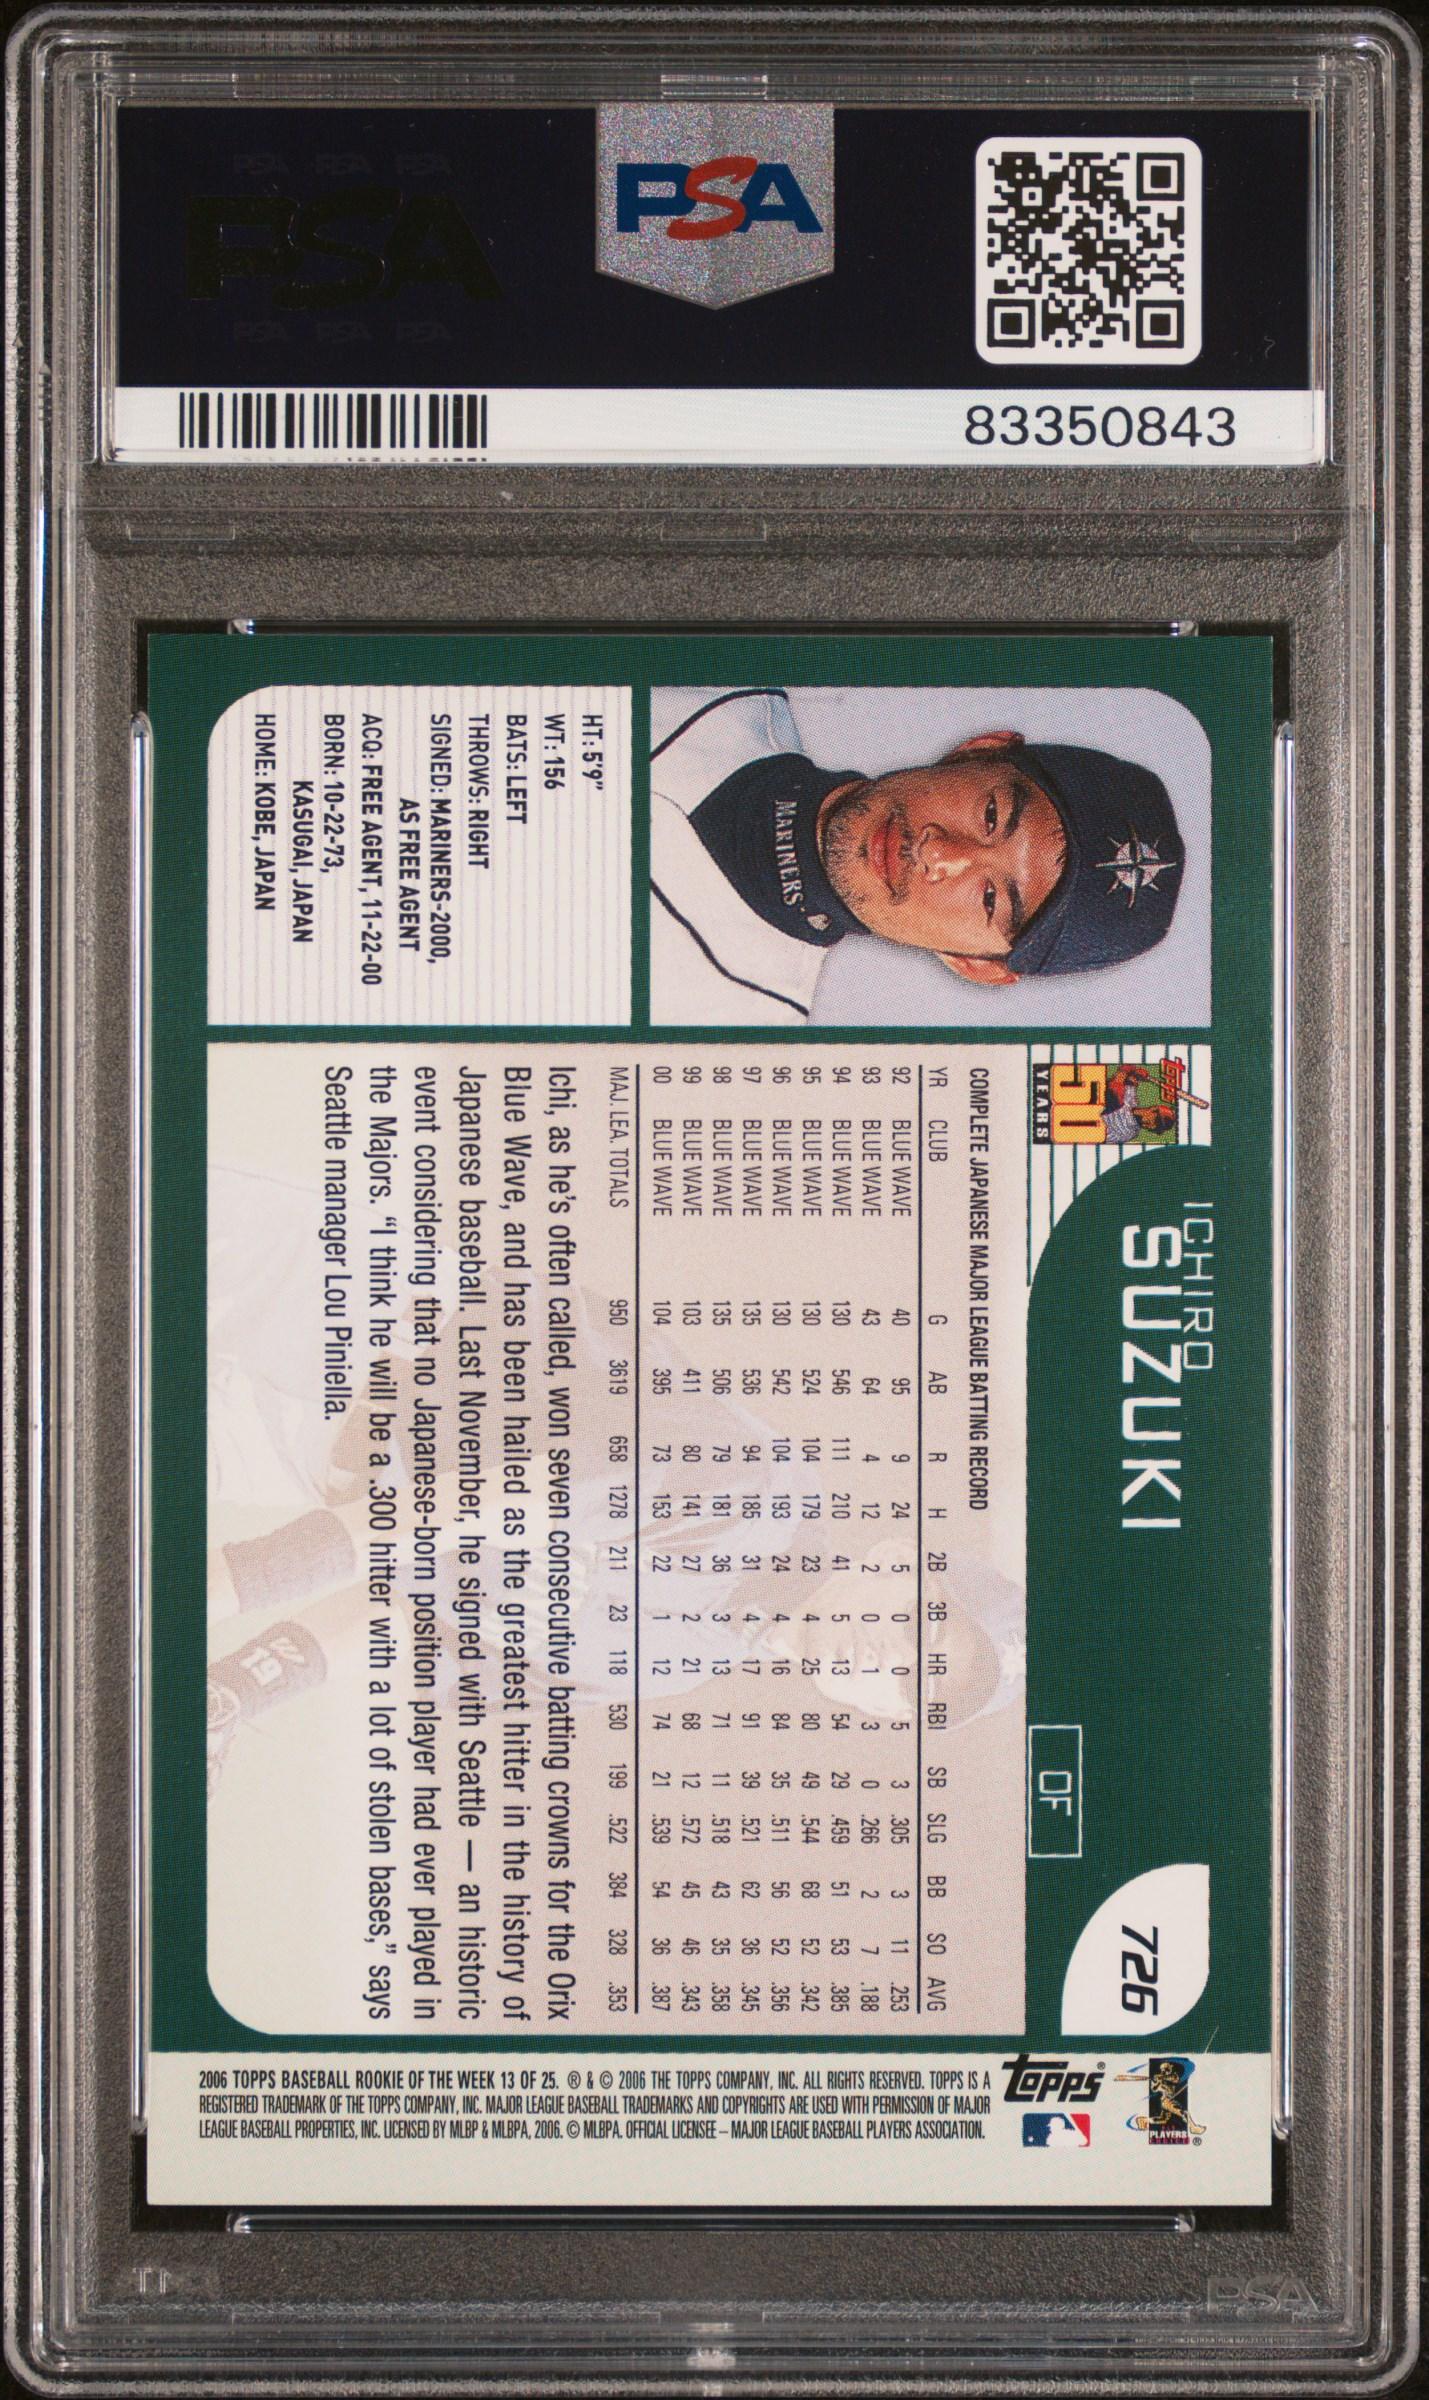 PSA
83350843
ICHIRO
SUZUKI
726
OF
topps
50
YEARS
MARINERS
HT: 5'9"
WT: 156
BATS: LEFT
THROWS: RIGHT
SIGNED: MARINERS-2000,
AS FREE AGENT
ACQ: FREE AGENT, 11-22-00
BORN: 10-22-73,
KASUGAI, JAPAN
HOME: KOBE, JAPAN
COMPLETE JAPANESE MAJOR LEAGUE BATTING RECORD
YR CLUB G AB R H 2B 3B HR RBI SB SLG BB SO AVG
92 BLUE WAVE 40 95 9 24 5 0 0 5 3 .305 3 11 .253
93 BLUE WAVE 43 64 4 12 2 0 1 3 0 .266 2 7 .188
94 BLUE WAVE 130 546 111 210 41 5 13 54 29 .459 51 53 .385
95 BLUE WAVE 130 524 104 179 23 4 25 80 49 .544 68 52 .342
96 BLUE WAVE 130 542 104 193 24 4 16 84 35 .511 56 52 .356
97 BLUE WAVE 135 536 94 185 31 4 17 91 39 .521 62 36 .345
98 BLUE WAVE 135 506 79 181 36 3 13 71 11 .518 43 35 .358
99 BLUE WAVE 103 411 80 141 27 2 21 68 12 .572 45 46 .343
00 BLUE WAVE 104 395 73 153 22 1 12 74 21 .539 54 36 .387
MAJ. LEA. TOTALS 950 3619 658 1278 211 23 118 530 199 .522 384 328 .353
Ichi, as he's often called, won seven consecutive batting crowns for the Orix
Blue Wave, and has been hailed as the greatest hitter in the history of
Japanese baseball. Last November, he signed with Seattle — an historic
event considering that no Japanese-born position player had ever played in
the Majors. "I think he will be a .300 hitter with a lot of stolen bases," says
Seattle manager Lou Piniella.
topps®
PLAYERS
®
2006 TOPPS BASEBALL ROOKIE OF THE WEEK 13 OF 25. ® & © 2006 THE TOPPS COMPANY, INC. ALL RIGHTS RESERVED. TOPPS IS A
REGISTERED TRADEMARK OF THE TOPPS COMPANY, INC. MAJOR LEAGUE BASEBALL TRADEMARKS AND COPYRIGHTS ARE USED WITH PERMISSION OF MAJOR
LEAGUE BASEBALL PROPERTIES, INC. LICENSED BY MLBP & MLBPA, 2006. © MLBPA. OFFICIAL LICENSEE – MAJOR LEAGUE BASEBALL PLAYERS ASSOCIATION.
PSA